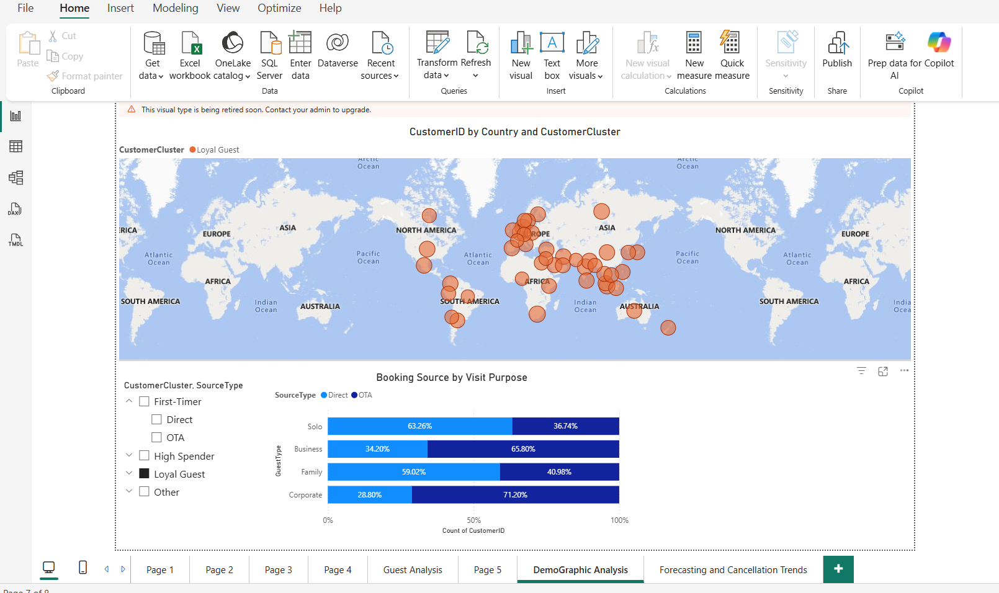 File Home Insert Modeling View Optimize Help
Paste
Cut
Copy
Format painter
Clipboard
Get data
Excel workbook
OneLake catalog
SQL Server
Enter data
Dataverse
Recent sources
Data
Transform data
Refresh
Queries
New visual
Text box
More visuals
Insert
New visual calculation
New measure
Quick measure
Calculations
Sensitivity
Sensitivity
Publish
Share
Prep data for AI
Copilot
Copilot
DAX
TMDL
This visual type is being retired soon. Contact your admin to upgrade.
CustomerID by Country and CustomerCluster
CustomerCluster Loyal Guest
Arctic Ocean
Arctic Ocean
RICA
EUROPE
ASIA
NORTH AMERICA
ROPE
ASIA
NORTH AMERICA
EUROPE
Atlantic Ocean
Pacific Ocean
Atlantic Ocean
Pacific Ocean
Atlantic Ocean
AFRICA
AFRICA
AFRICA
SOUTH AMERICA
Indian Ocean
AUSTRALIA
SOUTH AMERICA
Indian Ocean
AUSTRALIA
SOUTH AMERICA
India
Ocea
CustomerCluster, SourceType
First-Timer
Direct
OTA
High Spender
Loyal Guest
Other
Booking Source by Visit Purpose
SourceType Direct OTA
GuestType
Solo 63.26% 36.74%
Business 34.20% 65.80%
Family 59.02% 40.98%
Corporate 28.80% 71.20%
0% 50% 100%
Count of CustomerID
Page 1 Page 2 Page 3 Page 4 Guest Analysis Page 5 DemoGraphic Analysis Forecasting and Cancellation Trends +
Page 7 of 8